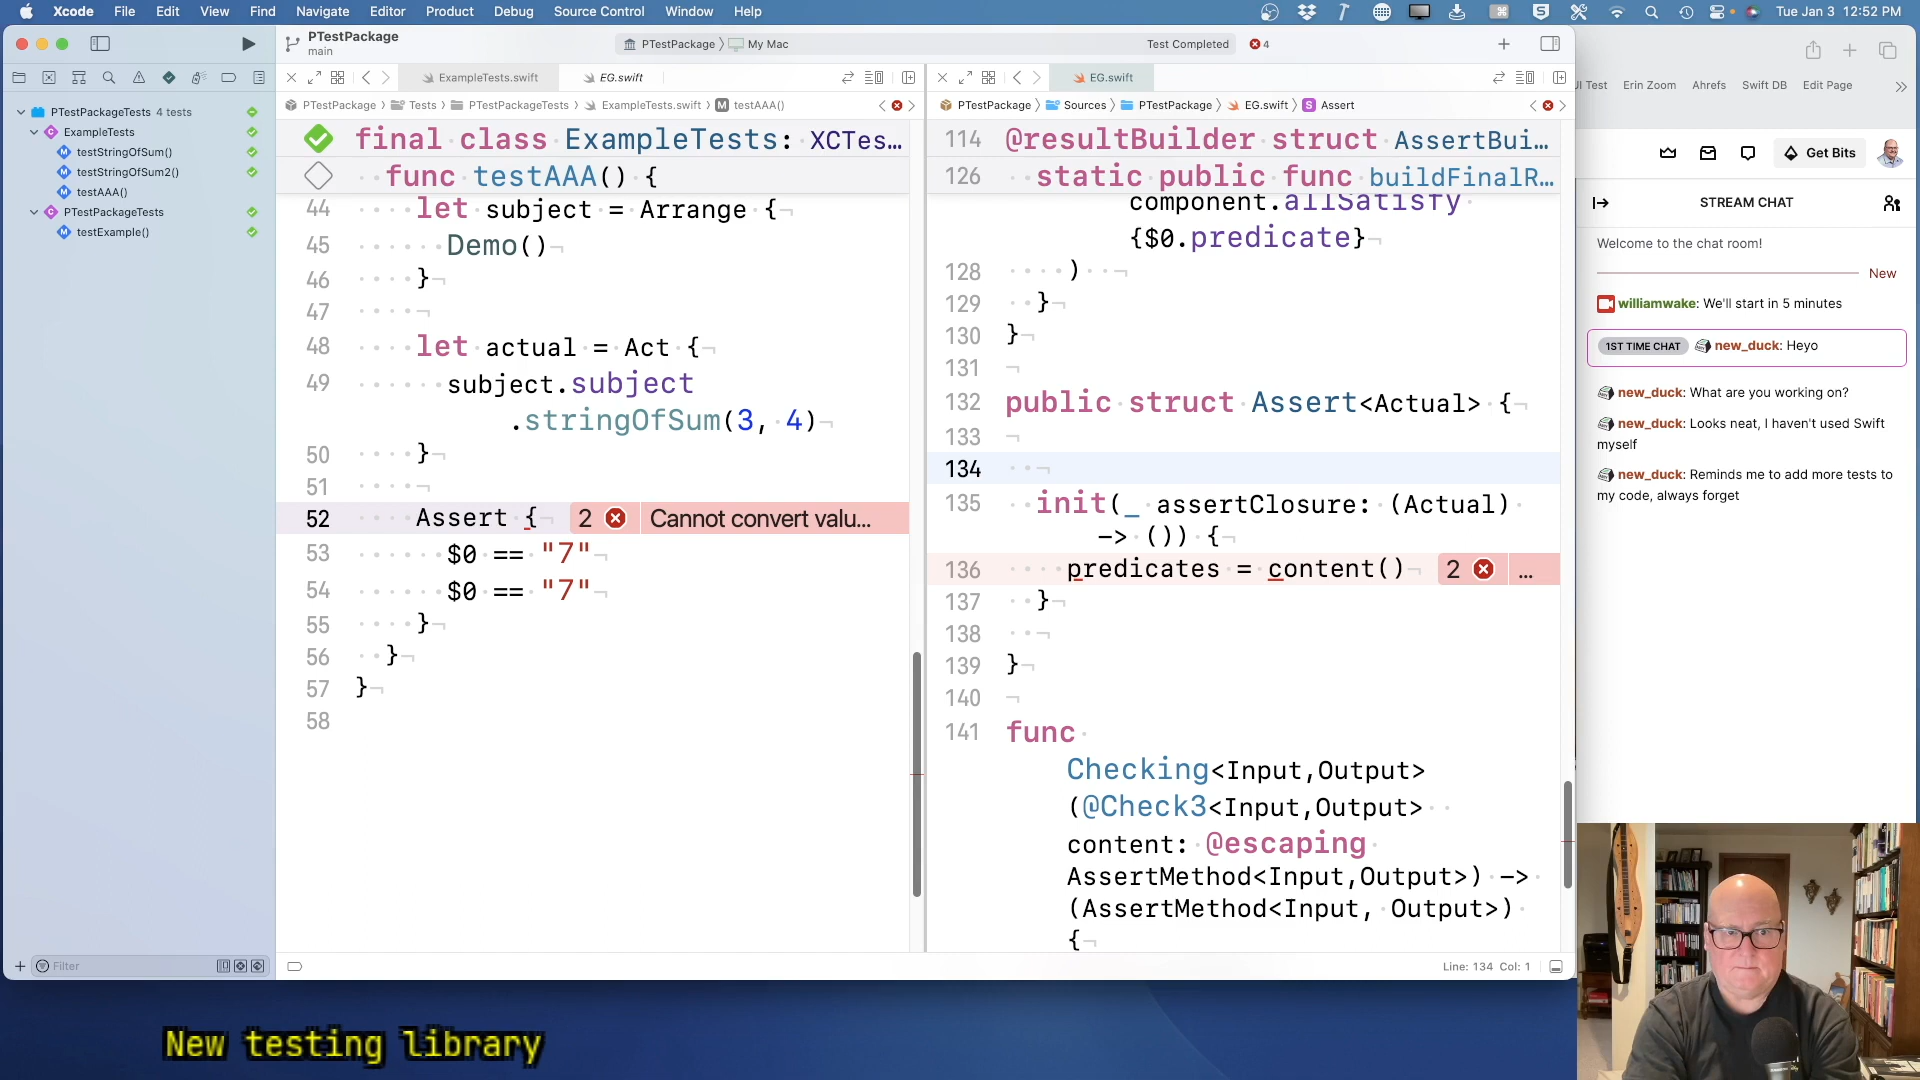 Xcode File Edit View Find Navigate Editor Product Debug Source Control Window Help
Tue Jan 3 12:52 PM
PTestPackage
main
PTestPackage My Mac
Test Completed
4
ExampleTests.swift
EG.swift
EG.swift
PTestPackage Tests PTestPackageTests ExampleTests.swift M testAAA()
PTestPackage Sources PTestPackage EG.swift S Assert
PTestPackageTests 4 tests
ExampleTests
M testStringOfSum()
M testStringOfSum2()
M testAAA()
PTestPackageTests
M testExample()
Filter
final class ExampleTests: XCTes…
func testAAA() {
44 let subject = Arrange {
45 Demo()
46 }
47
48 let actual = Act {
49 subject.subject
.stringOfSum(3, 4)
50 }
51
52 Assert { 2 Cannot convert valu...
53 $0 == "7"
54 $0 == "7"
55 }
56 }
57 }
58
114 @resultBuilder struct AssertBui…
126 static public func buildFinalR…
component.allSatisfy
{$0.predicate}
128 )
129 }
130 }
131
132 public struct Assert<Actual> {
133
134
135 init(_ assertClosure: (Actual)
-> ()) {
136 predicates = content() 2 ...
137 }
138
139 }
140
141 func
Checking<Input,Output>
(@Check3<Input,Output>
content: @escaping
AssertMethod<Input,Output>) ->
(AssertMethod<Input, Output>)
{
Line: 134 Col: 1
Test Erin Zoom Ahrefs Swift DB Edit Page
Get Bits
STREAM CHAT
Welcome to the chat room!
New
williamwake: We'll start in 5 minutes
1ST TIME CHAT new_duck: Heyo
new_duck: What are you working on?
new_duck: Looks neat, I haven't used Swift
myself
new_duck: Reminds me to add more tests to
my code, always forget
New testing library